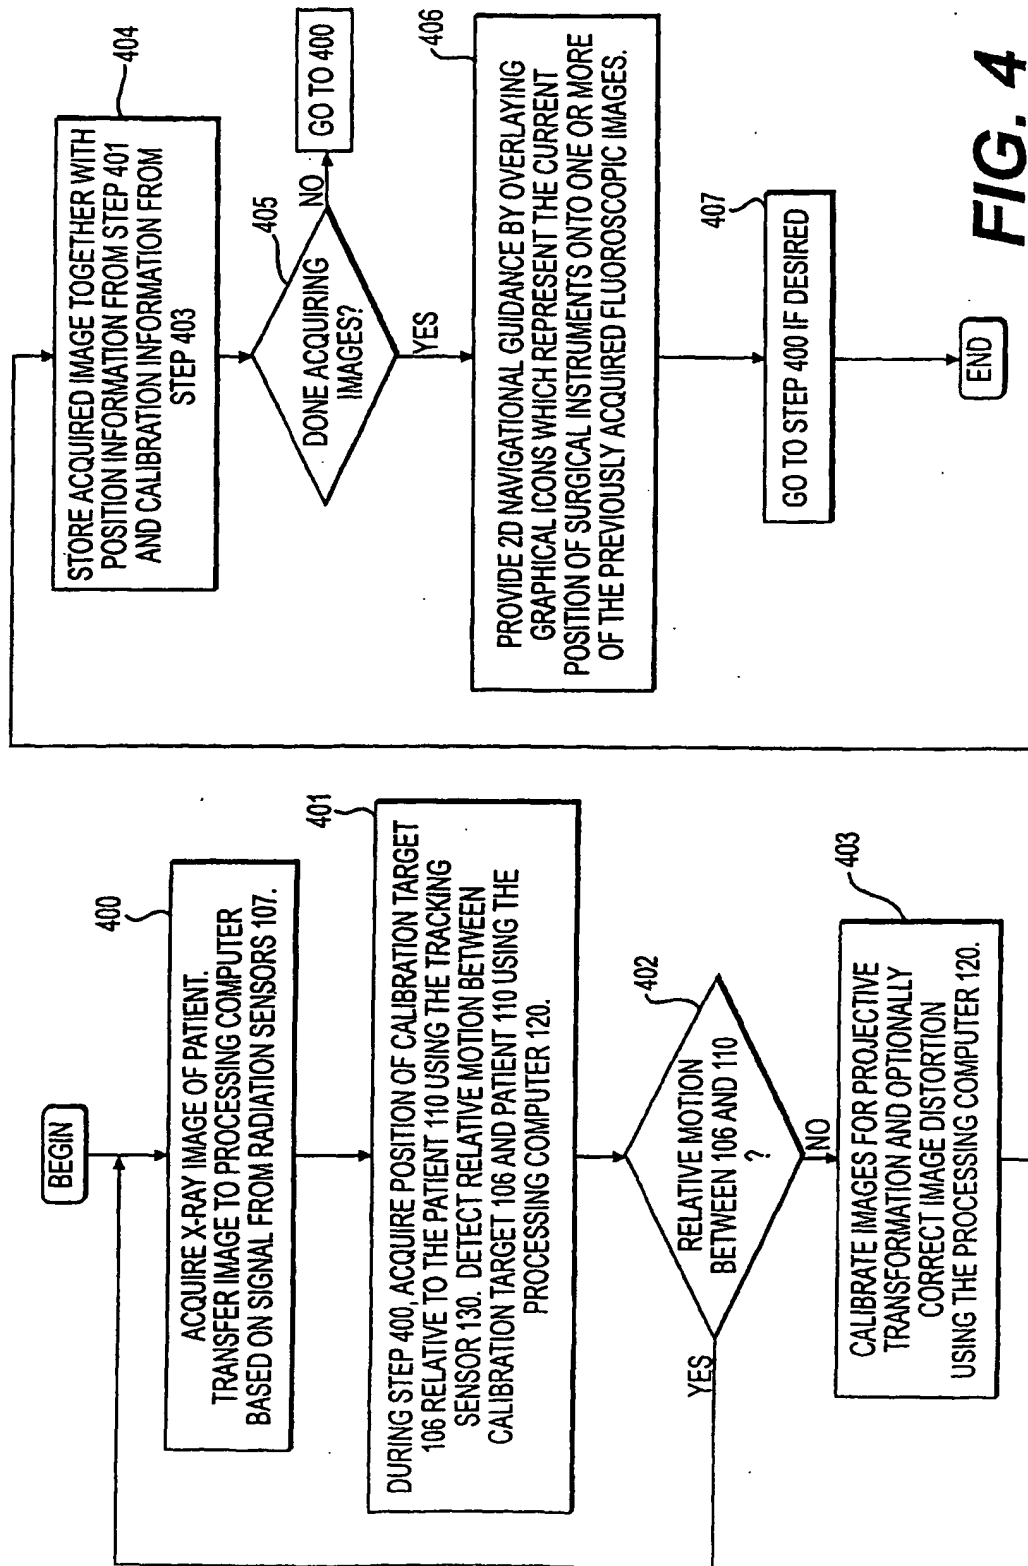 BEGIN
400
ACQUIRE X-RAY IMAGE OF PATIENT.
TRANSFER IMAGE TO PROCESSING COMPUTER
BASED ON SIGNAL FROM RADIATION SENSORS 107.
401
DURING STEP 400, ACQUIRE POSITION OF CALIBRATION TARGET
106 RELATIVE TO THE PATIENT 110 USING THE TRACKING
SENSOR 130. DETECT RELATIVE MOTION BETWEEN
CALIBRATION TARGET 106 AND PATIENT 110 USING THE
PROCESSING COMPUTER 120.
402
RELATIVE MOTION
BETWEEN 106 AND 110
?
YES
NO
403
CALIBRATE IMAGES FOR PROJECTIVE
TRANSFORMATION AND OPTIONALLY
CORRECT IMAGE DISTORTION
USING THE PROCESSING COMPUTER 120.
404
STORE ACQUIRED IMAGE TOGETHER WITH
POSITION INFORMATION FROM STEP 401
AND CALIBRATION INFORMATION FROM
STEP 403
405
DONE ACQUIRING
IMAGES?
NO
GO TO 400
YES
406
PROVIDE 2D NAVIGATIONAL GUIDANCE BY OVERLAYING
GRAPHICAL ICONS WHICH REPRESENT THE CURRENT
POSITION OF SURGICAL INSTRUMENTS ONTO ONE OR MORE
OF THE PREVIOUSLY ACQUIRED FLUOROSCOPIC IMAGES.
407
GO TO STEP 400 IF DESIRED
END
FIG. 4